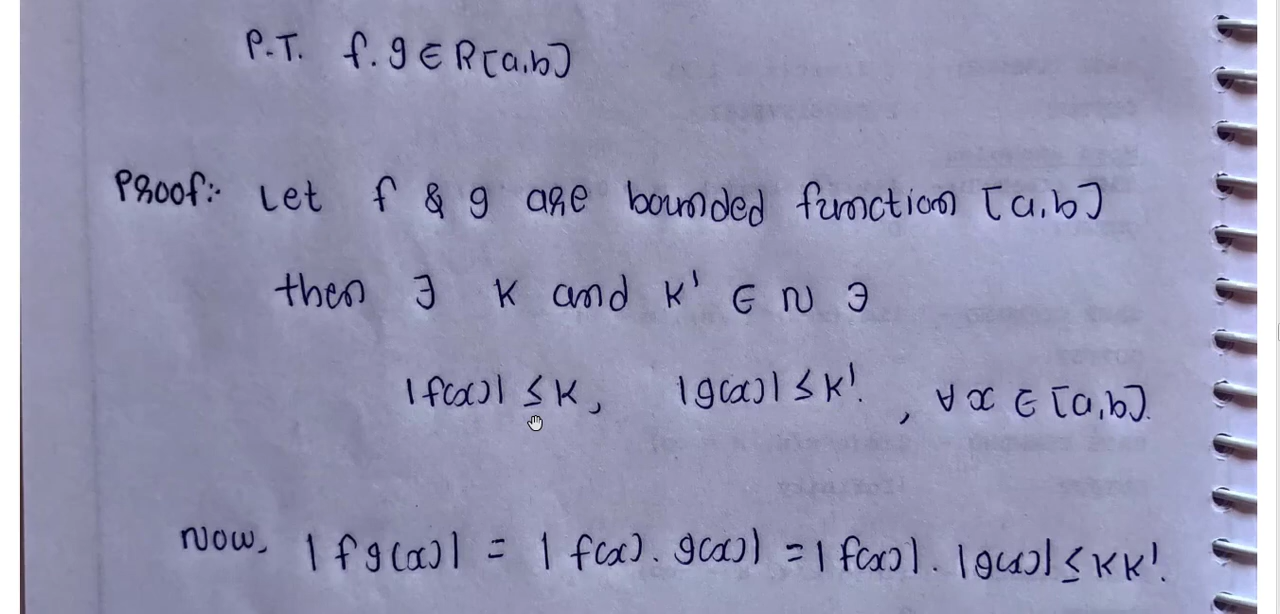 P.T. f.g ∈ R[a,b]
Proof:- Let f & g are bounded function [a,b]
then ∃ K and K' ∈ N ∋
|f(x)| ≤ K, |g(x)| ≤ K'. , ∀ x ∈ [a,b].
Now, |fg(x)| = |f(x).g(x)| = |f(x)|.|g(x)| ≤ KK'.